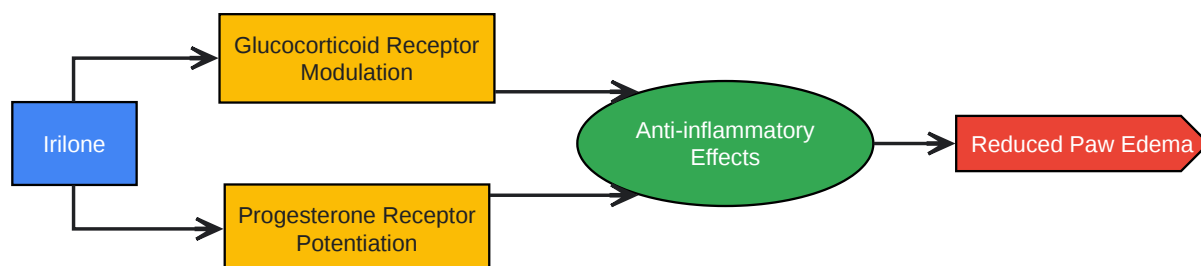 Irilone
Glucocorticoid Receptor
Modulation
Progesterone Receptor
Potentiation
Anti-inflammatory
Effects
Reduced Paw Edema